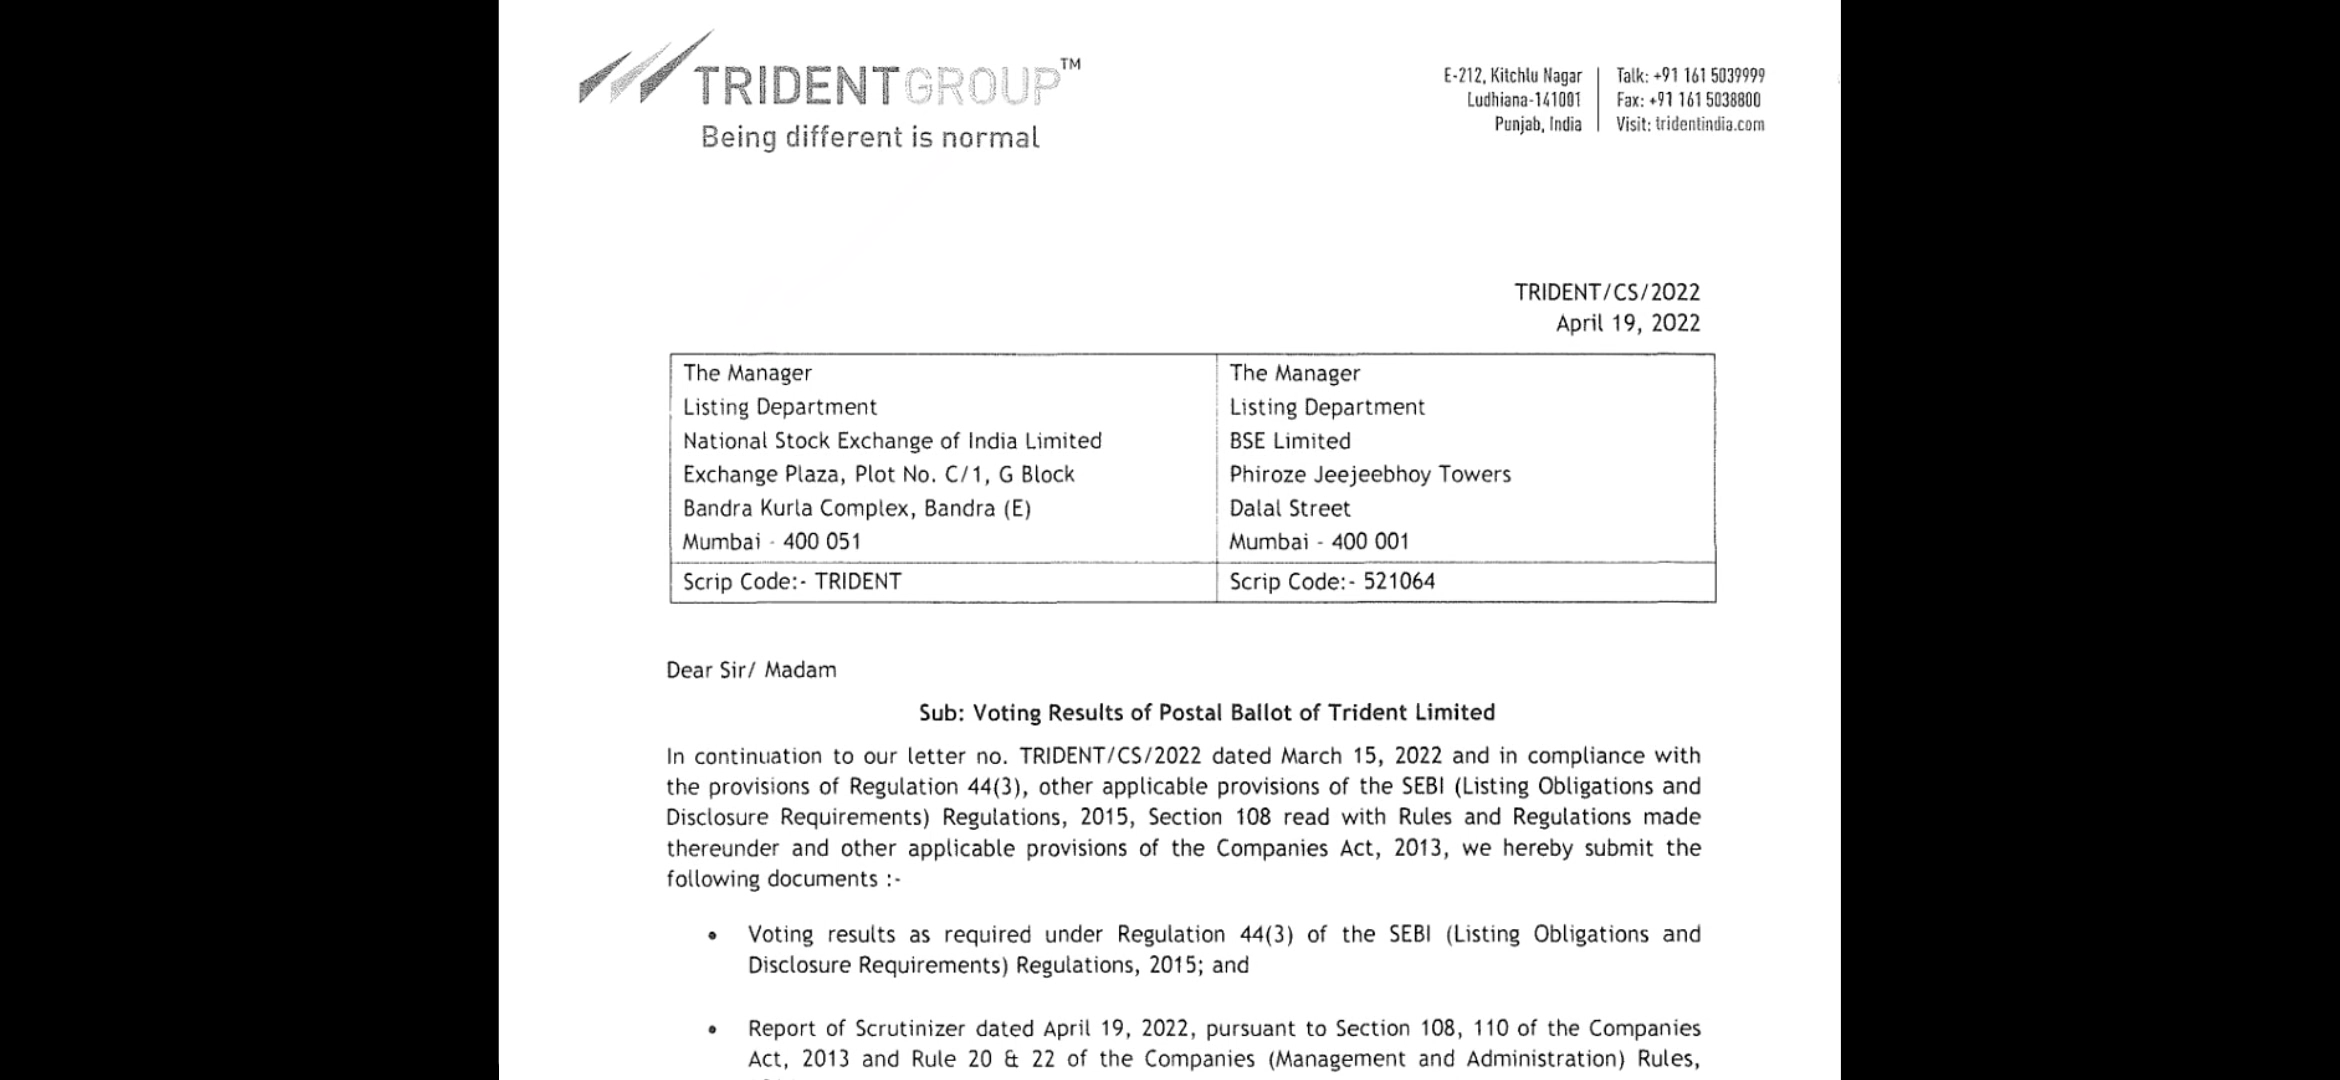 TRIDENTGROUP™
Being different is normal
E-212, Kitchlu Nagar
Ludhiana-141001
Punjab, India
Talk: +91 161 5039999
Fax: +91 161 5038800
Visit: tridentindia.com
TRIDENT/CS/2022
April 19, 2022
The Manager
Listing Department
National Stock Exchange of India Limited
Exchange Plaza, Plot No. C/1, G Block
Bandra Kurla Complex, Bandra (E)
Mumbai - 400 051
Scrip Code:- TRIDENT
The Manager
Listing Department
BSE Limited
Phiroze Jeejeebhoy Towers
Dalal Street
Mumbai - 400 001
Scrip Code:- 521064
Dear Sir/ Madam
Sub: Voting Results of Postal Ballot of Trident Limited
In continuation to our letter no. TRIDENT/CS/2022 dated March 15, 2022 and in compliance with
the provisions of Regulation 44(3), other applicable provisions of the SEBI (Listing Obligations and
Disclosure Requirements) Regulations, 2015, Section 108 read with Rules and Regulations made
thereunder and other applicable provisions of the Companies Act, 2013, we hereby submit the
following documents :-
• Voting results as required under Regulation 44(3) of the SEBI (Listing Obligations and
Disclosure Requirements) Regulations, 2015; and
• Report of Scrutinizer dated April 19, 2022, pursuant to Section 108, 110 of the Companies
Act, 2013 and Rule 20 & 22 of the Companies (Management and Administration) Rules,